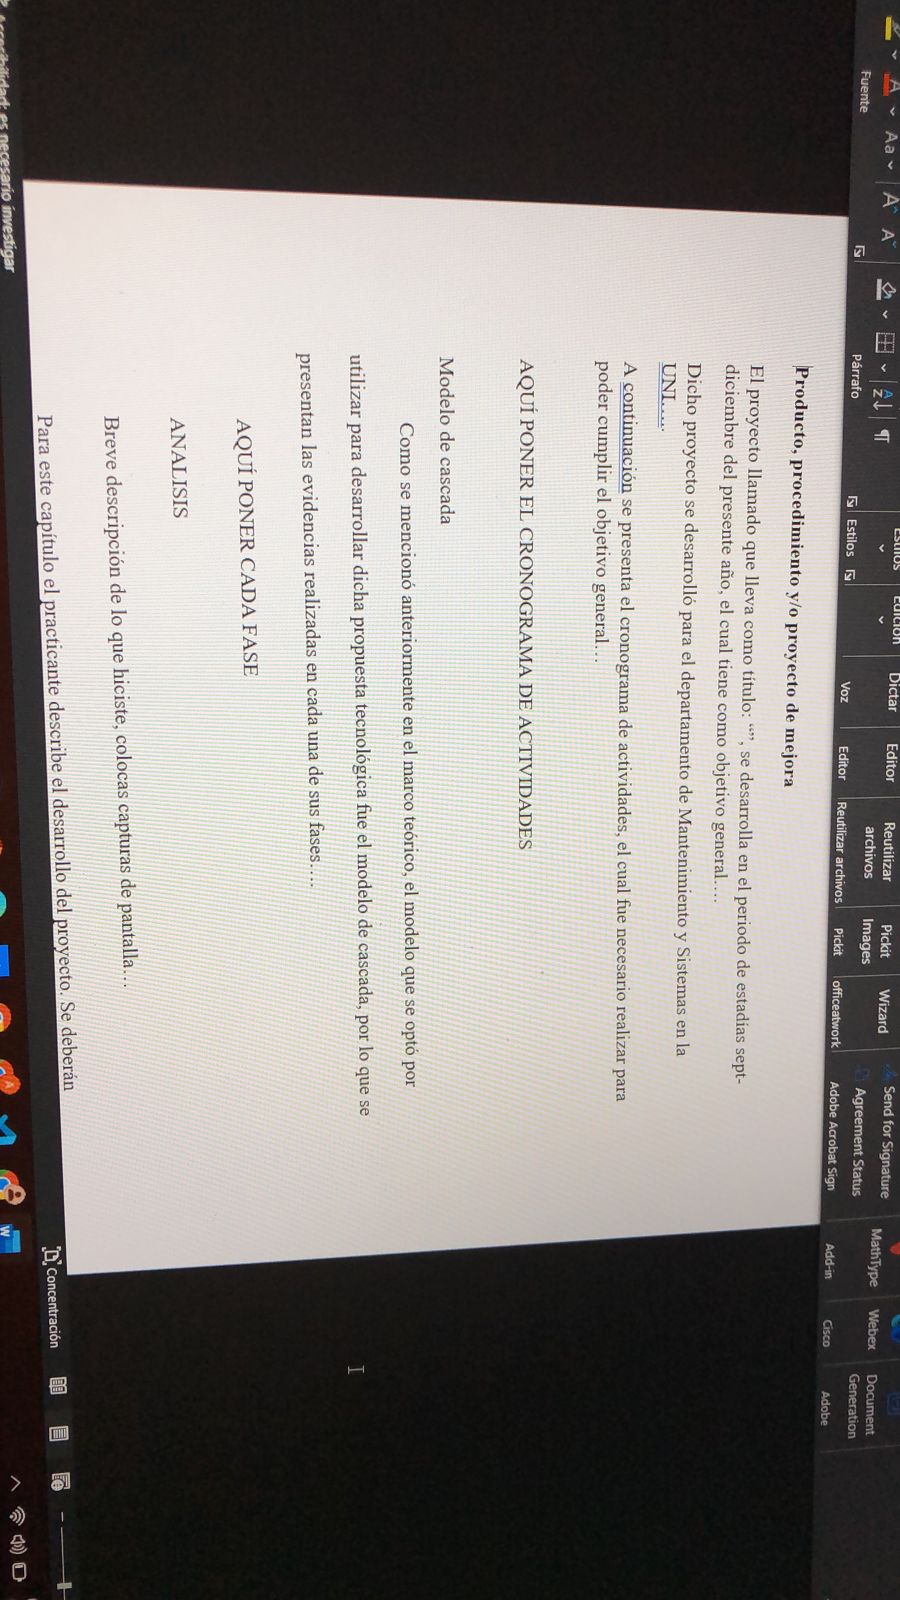 Aa
Fuente
Párrafo
Estilos
Estilos
Edición
Dictar
Voz
Editor
Editor
Reutilizar
archivos
Reutilizar archivos
Pickit
Images
Pickit
Wizard
officeatwork
Send for Signature
Agreement Status
Adobe Acrobat Sign
MathType
Add-in
Webex
Cisco
Document
Generation
Adobe
Producto, procedimiento y/o proyecto de mejora
El proyecto llamado que lleva como título: “”, se desarrolla en el periodo de estadías sept-
diciembre del presente año, el cual tiene como objetivo general….
Dicho proyecto se desarrolló para el departamento de Mantenimiento y Sistemas en la
UNI…..
A continuación se presenta el cronograma de actividades, el cual fue necesario realizar para
poder cumplir el objetivo general…
AQUÍ PONER EL CRONOGRAMA DE ACTIVIDADES
Modelo de cascada
Como se mencionó anteriormente en el marco teórico, el modelo que se optó por
utilizar para desarrollar dicha propuesta tecnológica fue el modelo de cascada, por lo que se
presentan las evidencias realizadas en cada una de sus fases….
AQUÍ PONER CADA FASE
ANALISIS
Breve descripción de lo que hiciste, colocas capturas de pantalla…
Para este capítulo el practicante describe el desarrollo del proyecto. Se deberán
Concentración
Accesibilidad: es necesario investigar